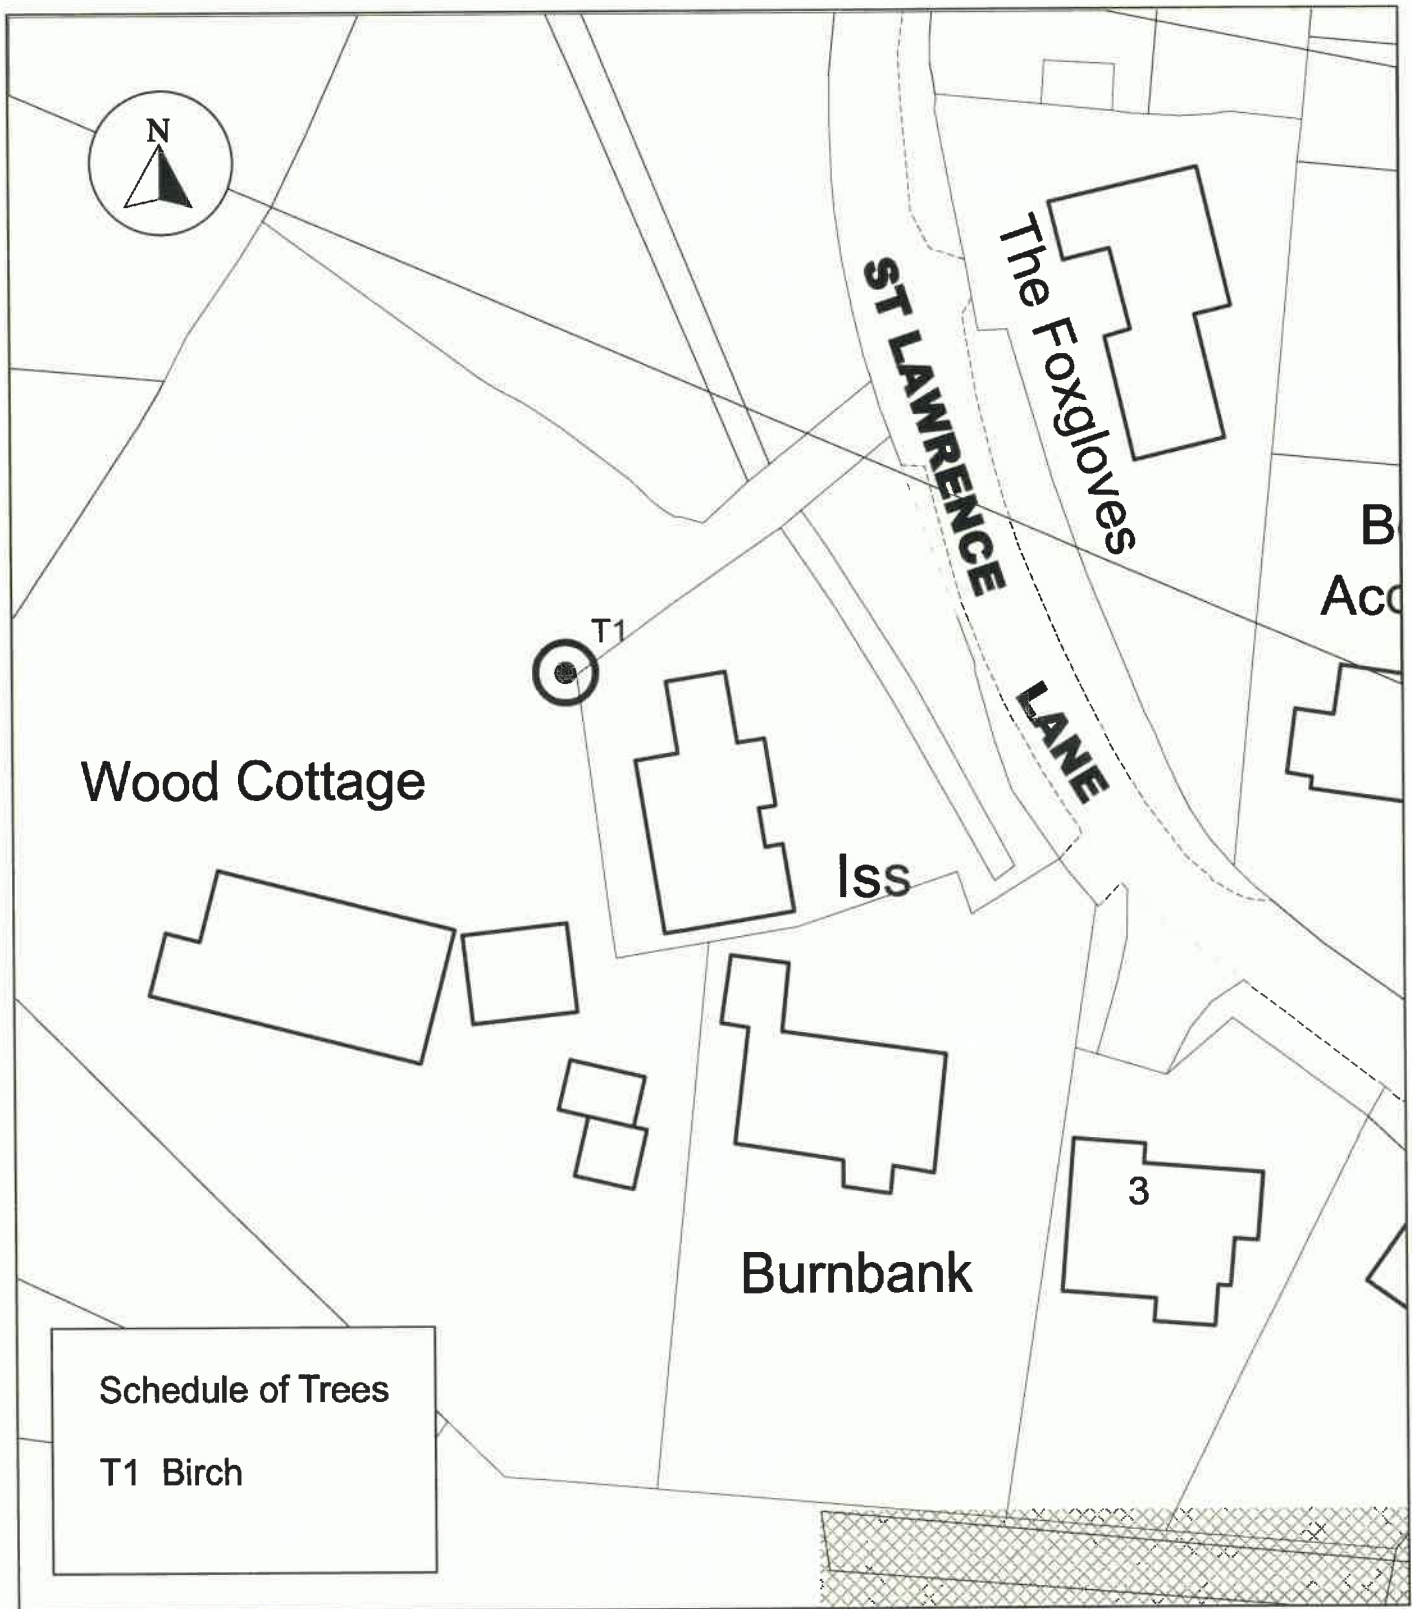 N
ST LAWRENCE
LANE
The Foxgloves
T1
Wood Cottage
Iss
Burnbank
3
Schedule of Trees
T1 Birch